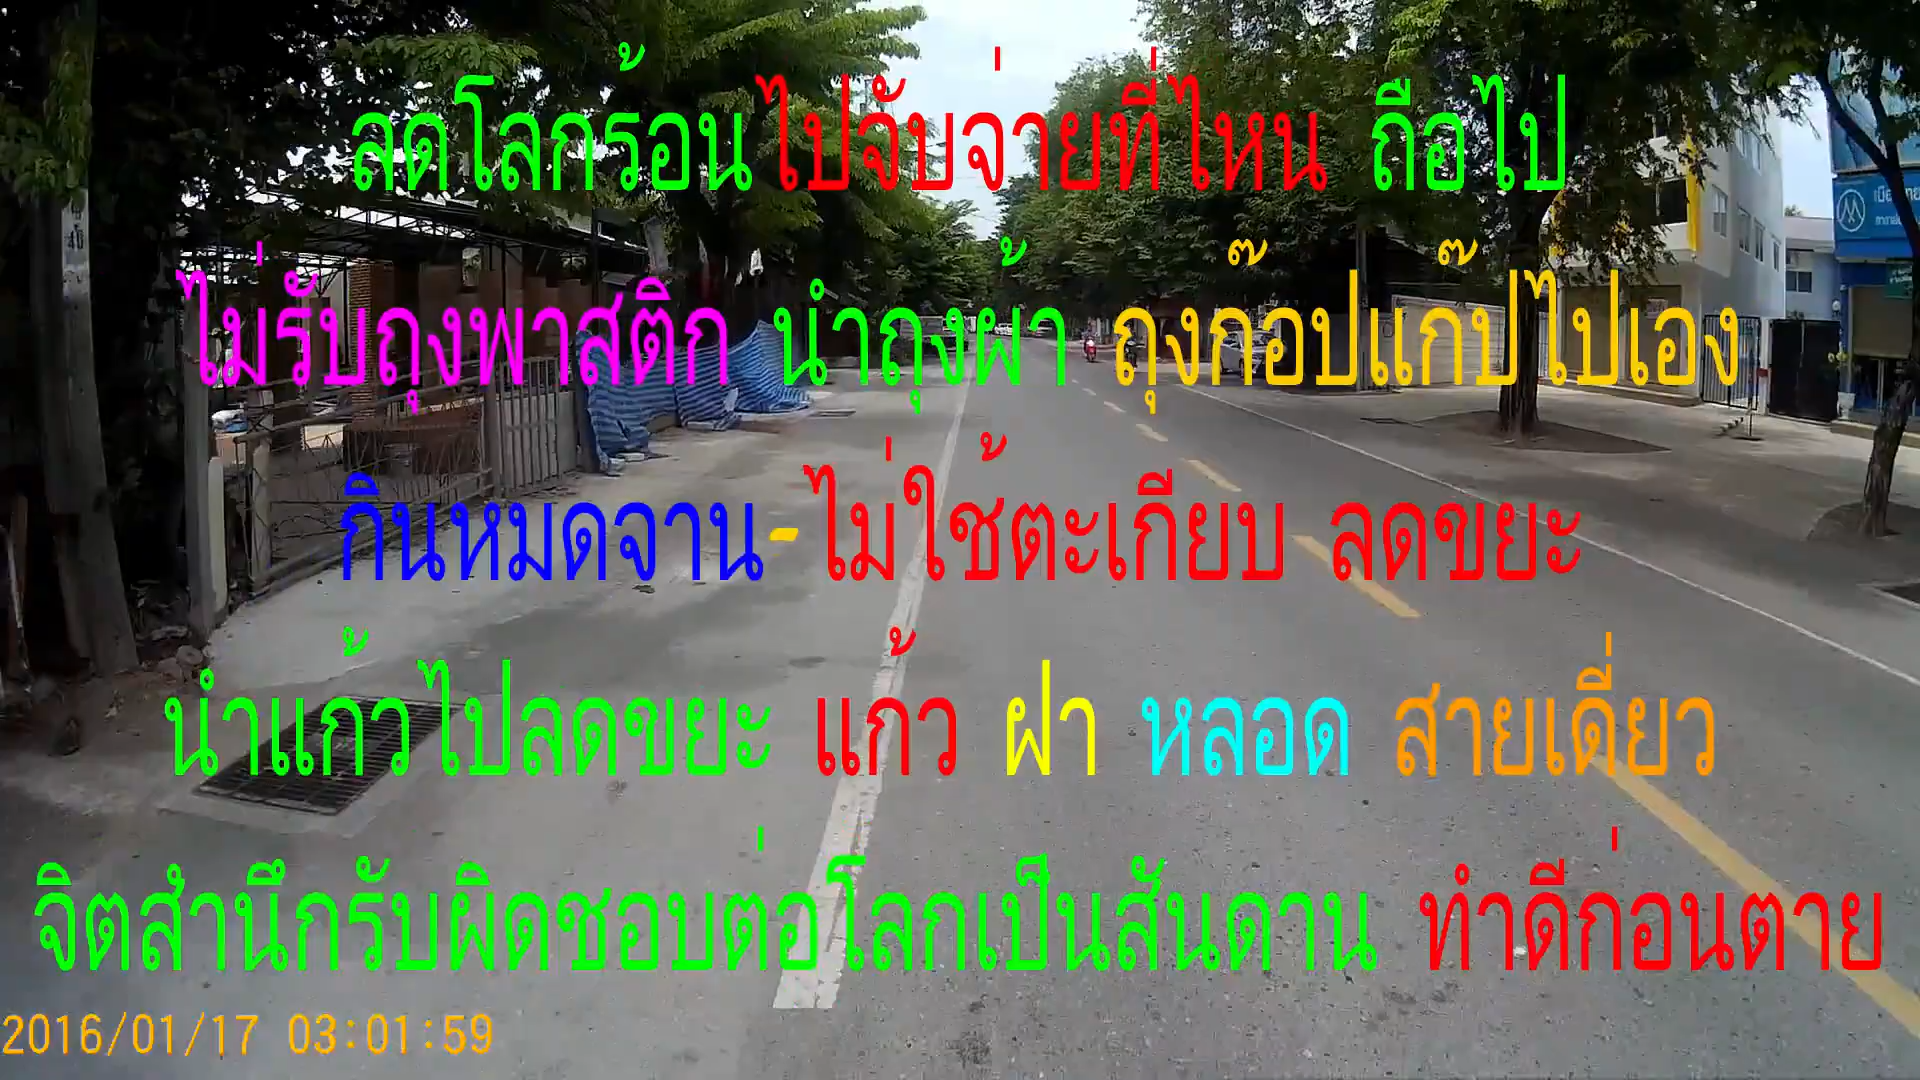 ลดโลกร้อนไปจับจ่ายที่ไหน ถือไป
ไม่รับถุงพาสติก นำถุงผ้า ถุงก๊อปแก๊ปไปเอง
กินหมดจาน-ไม่ใช้ตะเกียบ ลดขยะ
นำแก้วไปลดขยะ แก้ว ฝา หลอด สายเดี่ยว
จิตสำนึกรับผิดชอบต่อโลกเป็นสันดาน ทำดีก่อนตาย
2016/01/17 03:01:59